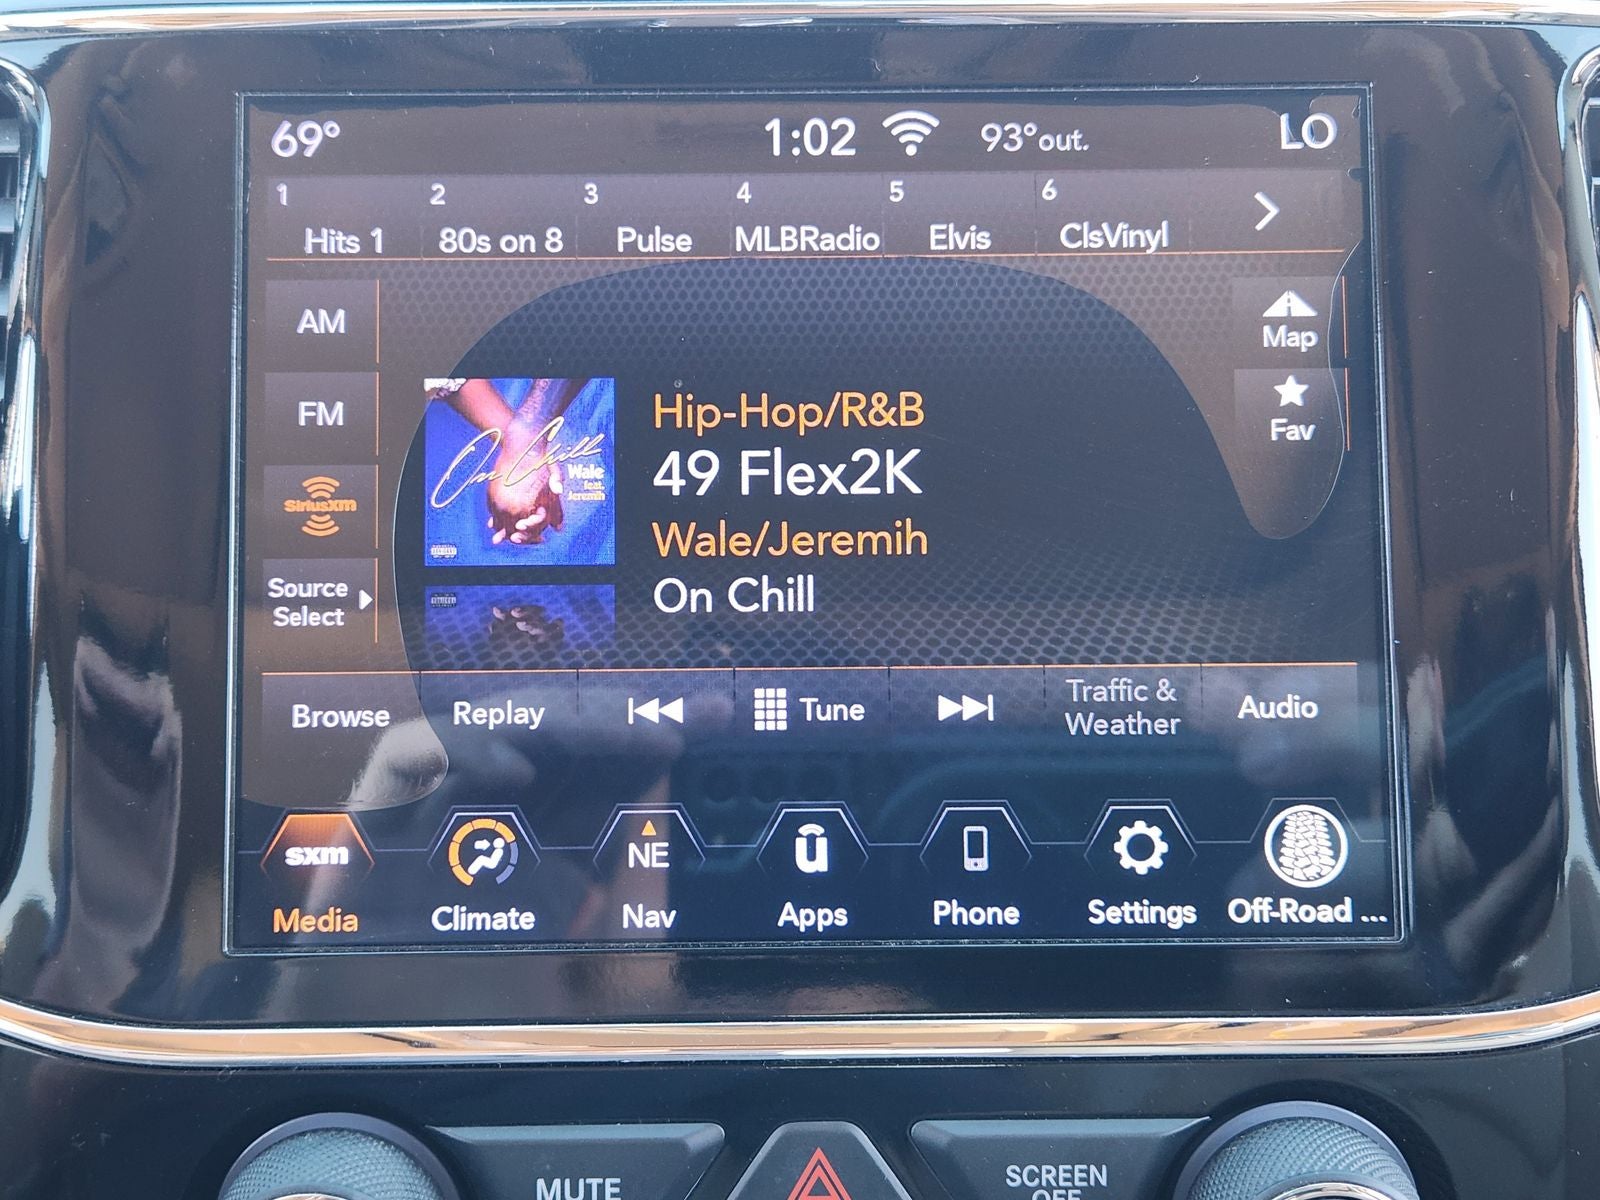 69° 1:02 93° out. LO
1 2 3 4 5 6
Hits 1 80s on 8 Pulse MLBRadio Elvis ClsVinyl
AM
Map
FM
Fav
siriusxm
Source
Select
On Chill
Wale
feat.
Jeremih
Hip-Hop/R&B
49 Flex2K
Wale/Jeremih
On Chill
Browse Replay Tune Traffic &
Weather Audio
sxm NE ū
Media Climate Nav Apps Phone Settings Off-Road ...
MUTE SCREEN
OFF